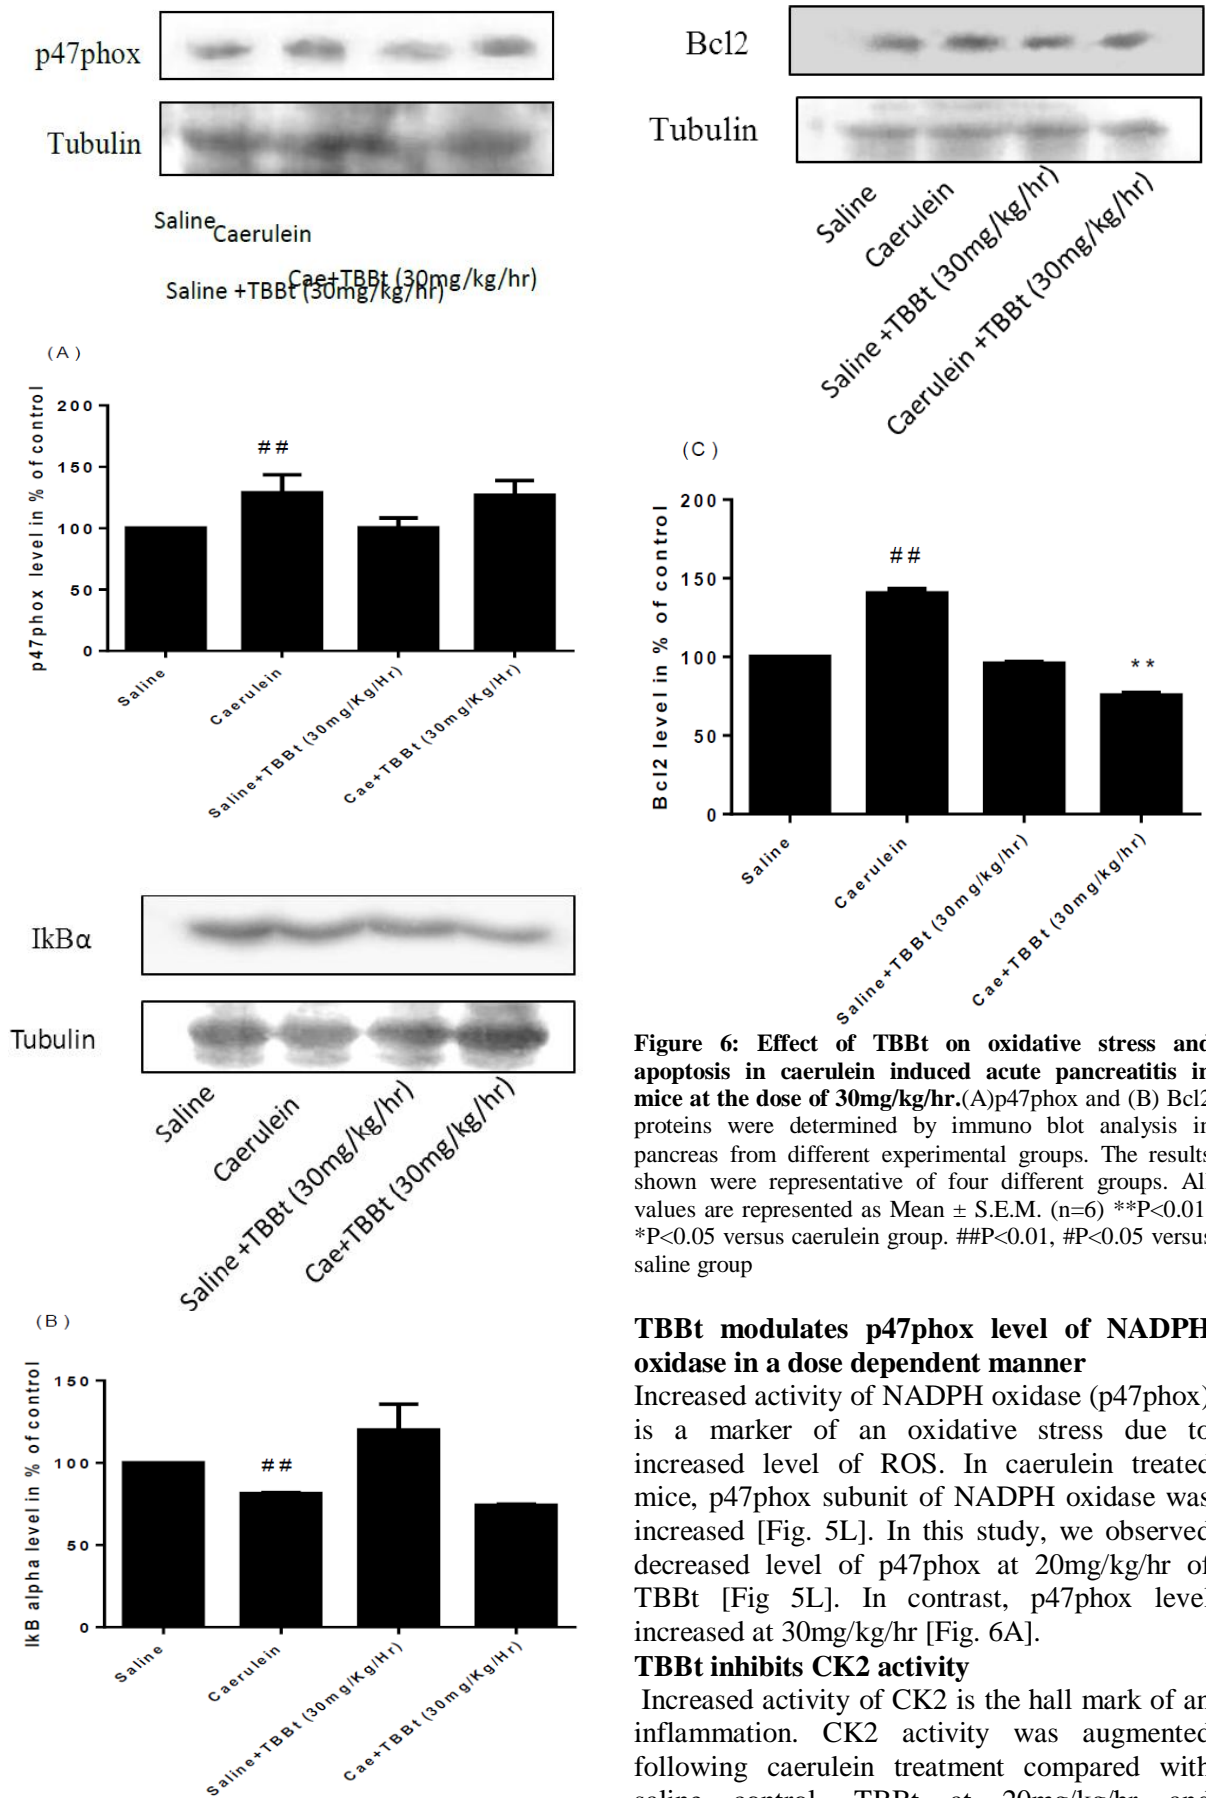 p47phox
Tubulin
Saline
Caerulein
Saline +TBBt (30mg/kg/hr)
Cae+TBBt (30mg/kg/hr)
(A)
p47phox level in % of control
200
150
100
50
0
##
Saline
Caerulein
Saline+TBBt (30mg/Kg/Hr)
Cae+TBBt (30mg/Kg/Hr)
IkBα
Tubulin
Saline
Caerulein
Saline +TBBt (30mg/kg/hr)
Cae+TBBt (30mg/kg/hr)
(B)
IkB alpha level in % of control
150
100
50
0
##
Saline
Caerulein
Saline+TBBt (30mg/Kg/Hr)
Cae+TBBt (30mg/Kg/Hr)
Bcl2
Tubulin
Saline
Caerulein
Saline +TBBt (30mg/kg/hr)
Caerulein +TBBt (30mg/kg/hr)
(C)
Bcl2 level in % of control
200
150
100
50
0
##
**
Saline
Caerulein
Saline+TBBt (30mg/kg/hr)
Cae+TBBt (30mg/kg/hr)
Figure 6: Effect of TBBt on oxidative stress and
apoptosis in caerulein induced acute pancreatitis in
mice at the dose of 30mg/kg/hr.(A)p47phox and (B) Bcl2
proteins were determined by immuno blot analysis in
pancreas from different experimental groups. The results
shown were representative of four different groups. All
values are represented as Mean ± S.E.M. (n=6) **P<0.01
*P<0.05 versus caerulein group. ##P<0.01, #P<0.05 versus
saline group
TBBt modulates p47phox level of NADPH
oxidase in a dose dependent manner
Increased activity of NADPH oxidase (p47phox)
is a marker of an oxidative stress due to
increased level of ROS. In caerulein treated
mice, p47phox subunit of NADPH oxidase was
increased [Fig. 5L]. In this study, we observed
decreased level of p47phox at 20mg/kg/hr of
TBBt [Fig 5L]. In contrast, p47phox level
increased at 30mg/kg/hr [Fig. 6A].
TBBt inhibits CK2 activity
Increased activity of CK2 is the hall mark of an
inflammation. CK2 activity was augmented
following caerulein treatment compared with
saline control. TBBt at 20mg/kg/hr and